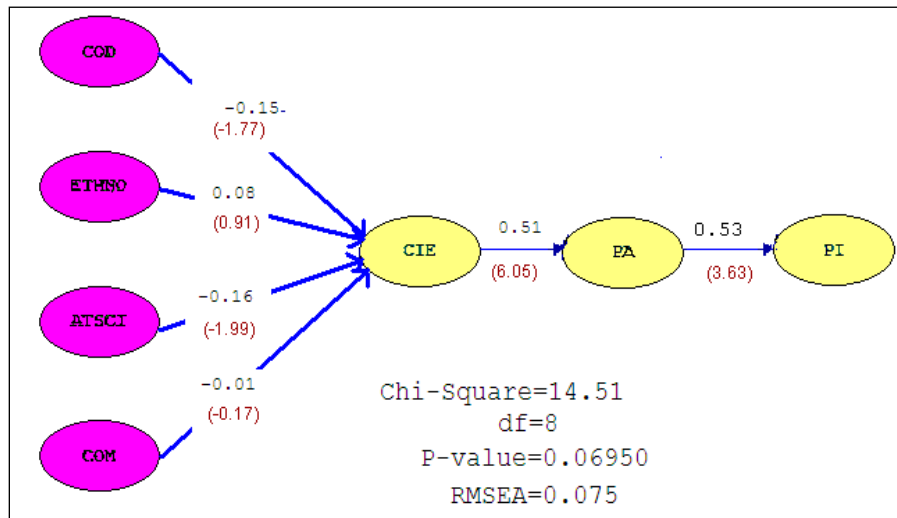 COD
-0.15
(-1.77)
ETHNO
0.08
(0.91)
CIE
0.51
(6.05)
PA
0.53
(3.63)
PI
ATSCI
-0.16
(-1.99)
-0.01
(-0.17)
COM
Chi-Square=14.51
df=8
P-value=0.06950
RMSEA=0.075